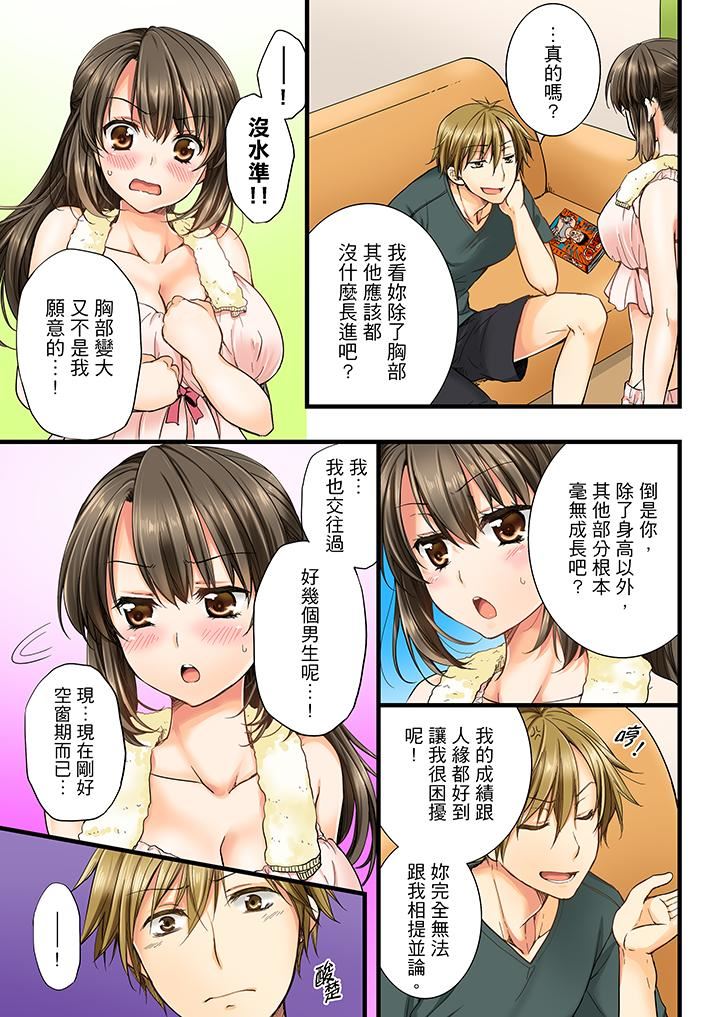 …真的嗎？
我看妳除了胸部
其他應該都
沒什麼長進吧？
——！
沒水準！！
胸部變大
又不是我
願意的…！
倒是你，
除了身高以外，
其他部分根本
毫無成長吧？
哼！
我的成績跟
人緣都好到
讓我很困擾
呢！
妳完全無法
跟我相提並論。
我…
我也交往過
好幾個男生呢…！
現…現在剛好
空窗期而已…
——！
酸楚